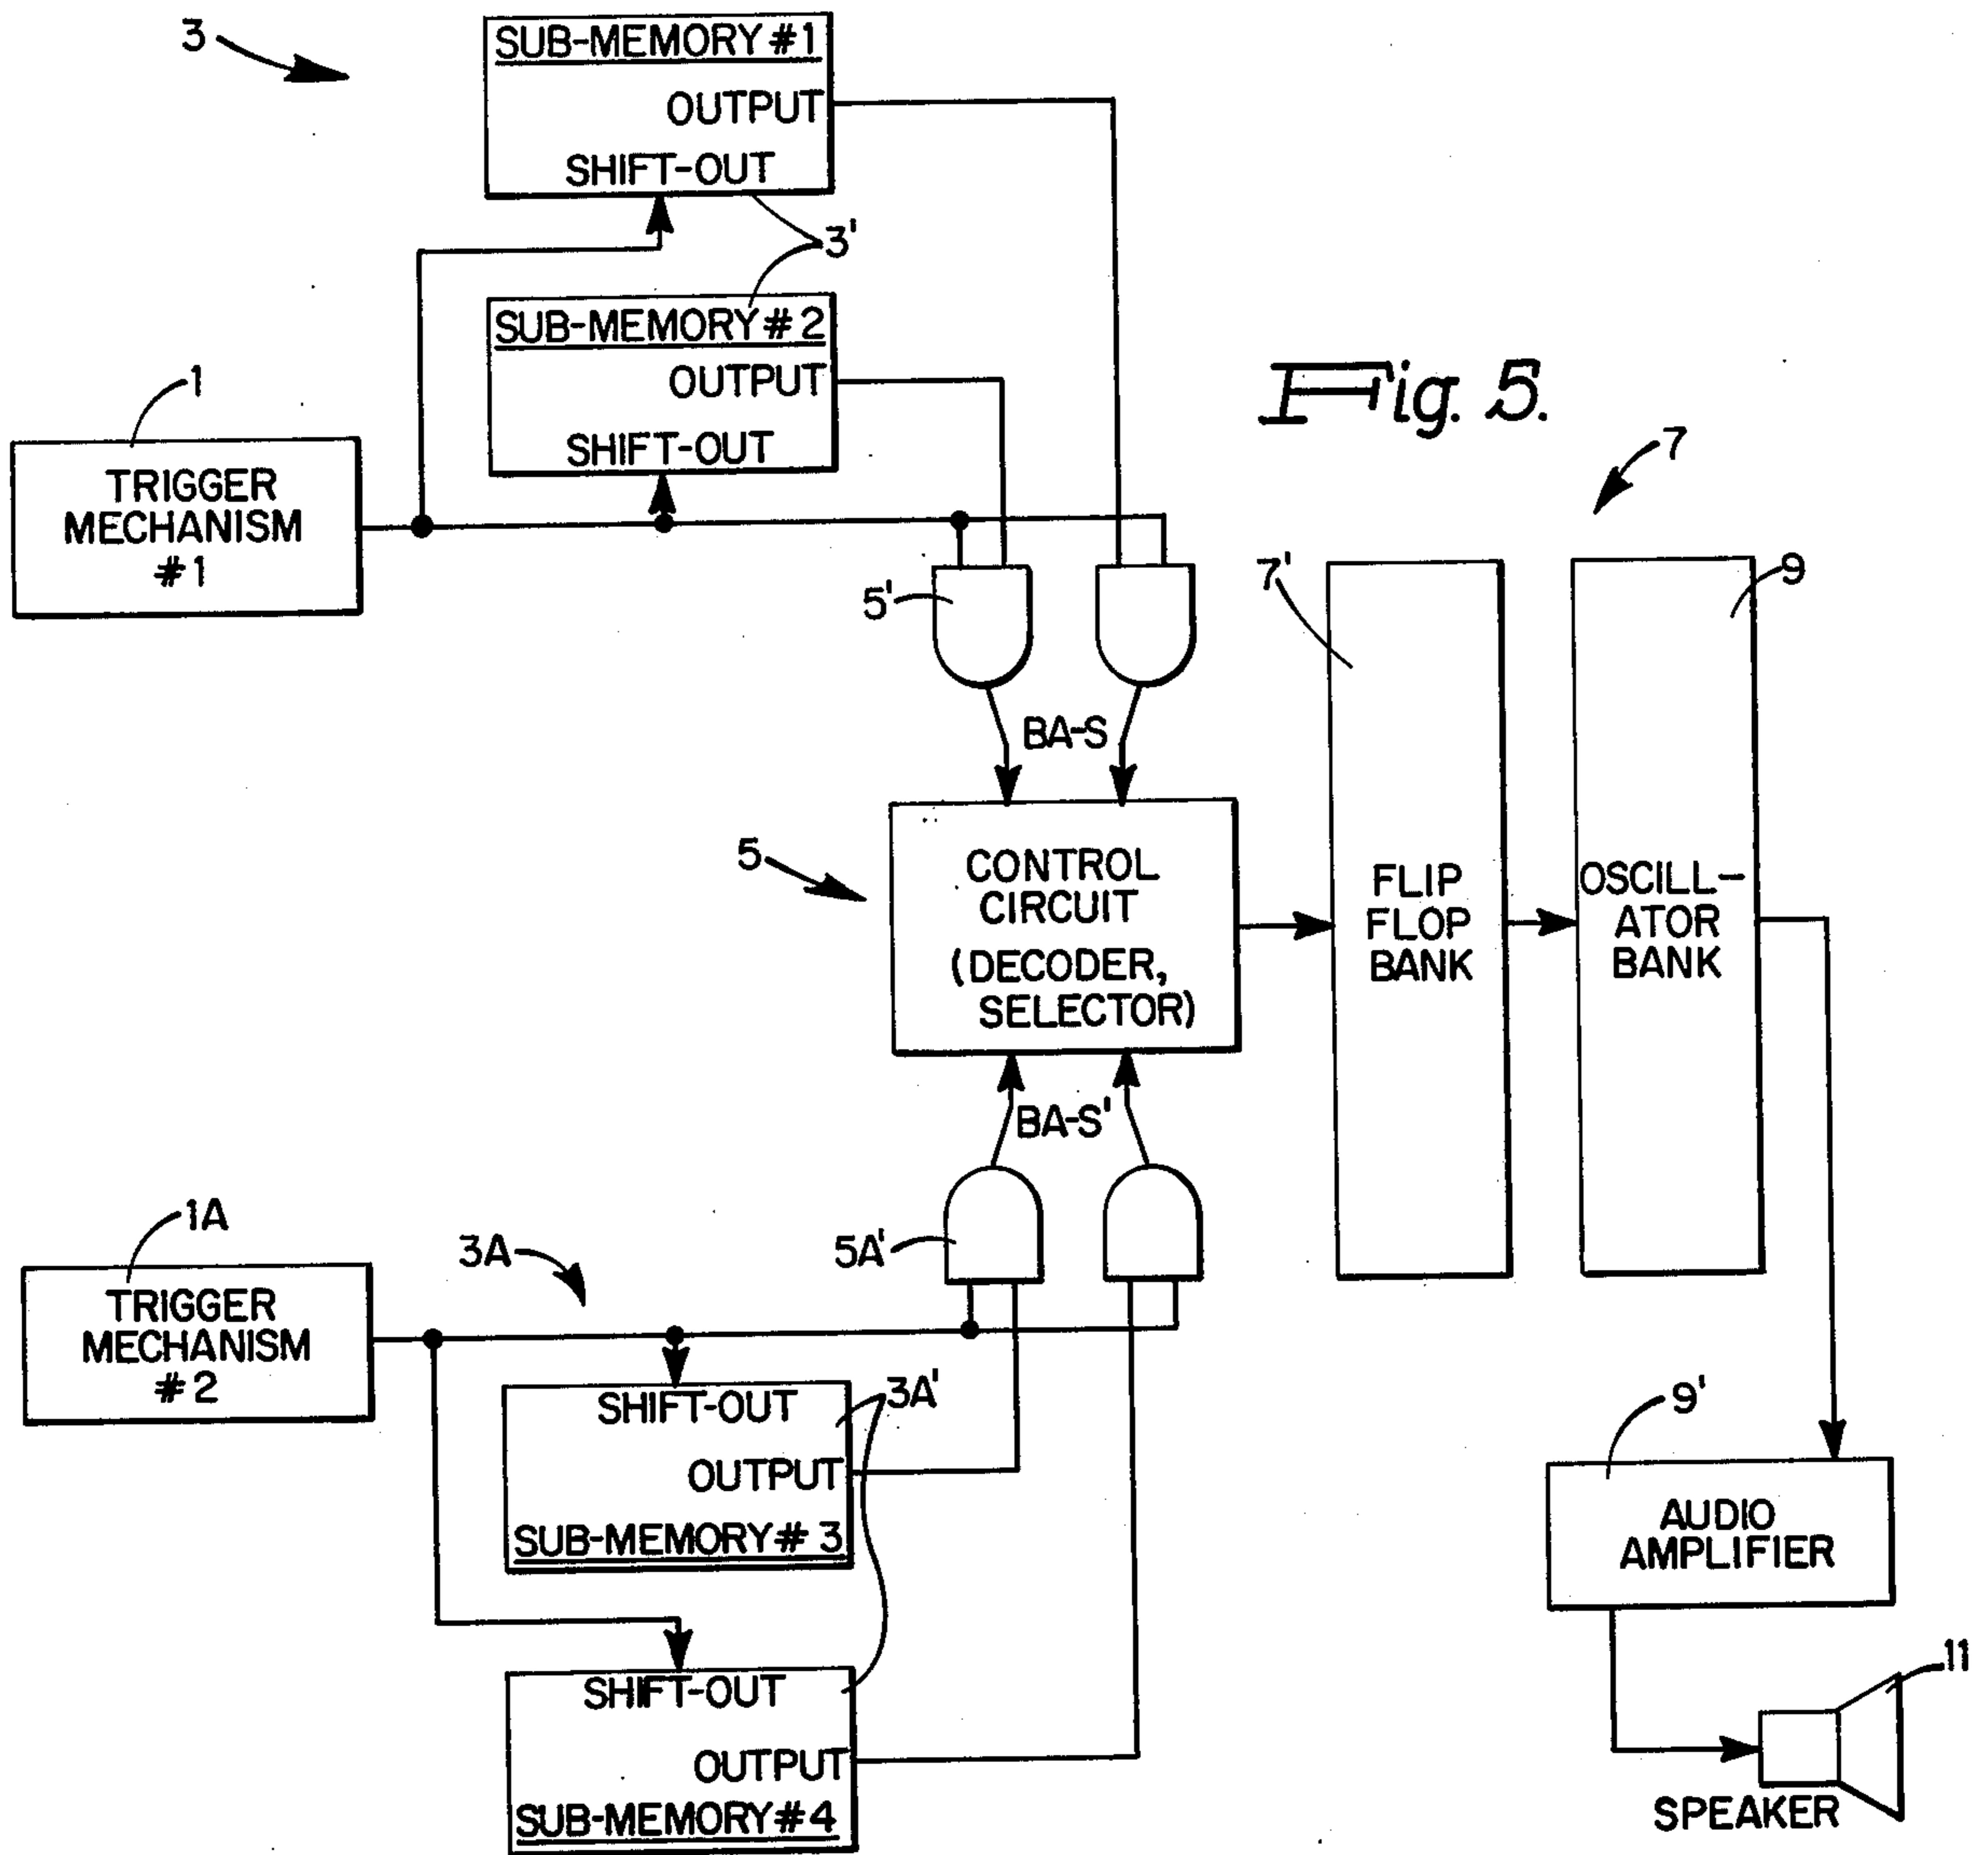 3
SUB-MEMORY #1
OUTPUT
SHIFT-OUT
3'
SUB-MEMORY #2
OUTPUT
SHIFT-OUT
Fig. 5.
1
TRIGGER
MECHANISM
#1
7
5'
7'
9
BA-S
5
CONTROL
CIRCUIT
(DECODER,
SELECTOR)
FLIP
FLOP
BANK
OSCILL-
ATOR
BANK
BA-S'
1A
TRIGGER
MECHANISM
#2
3A
5A'
SHIFT-OUT
OUTPUT
SUB-MEMORY #3
3A'
SHIFT-OUT
OUTPUT
SUB-MEMORY #4
9'
AUDIO
AMPLIFIER
11
SPEAKER